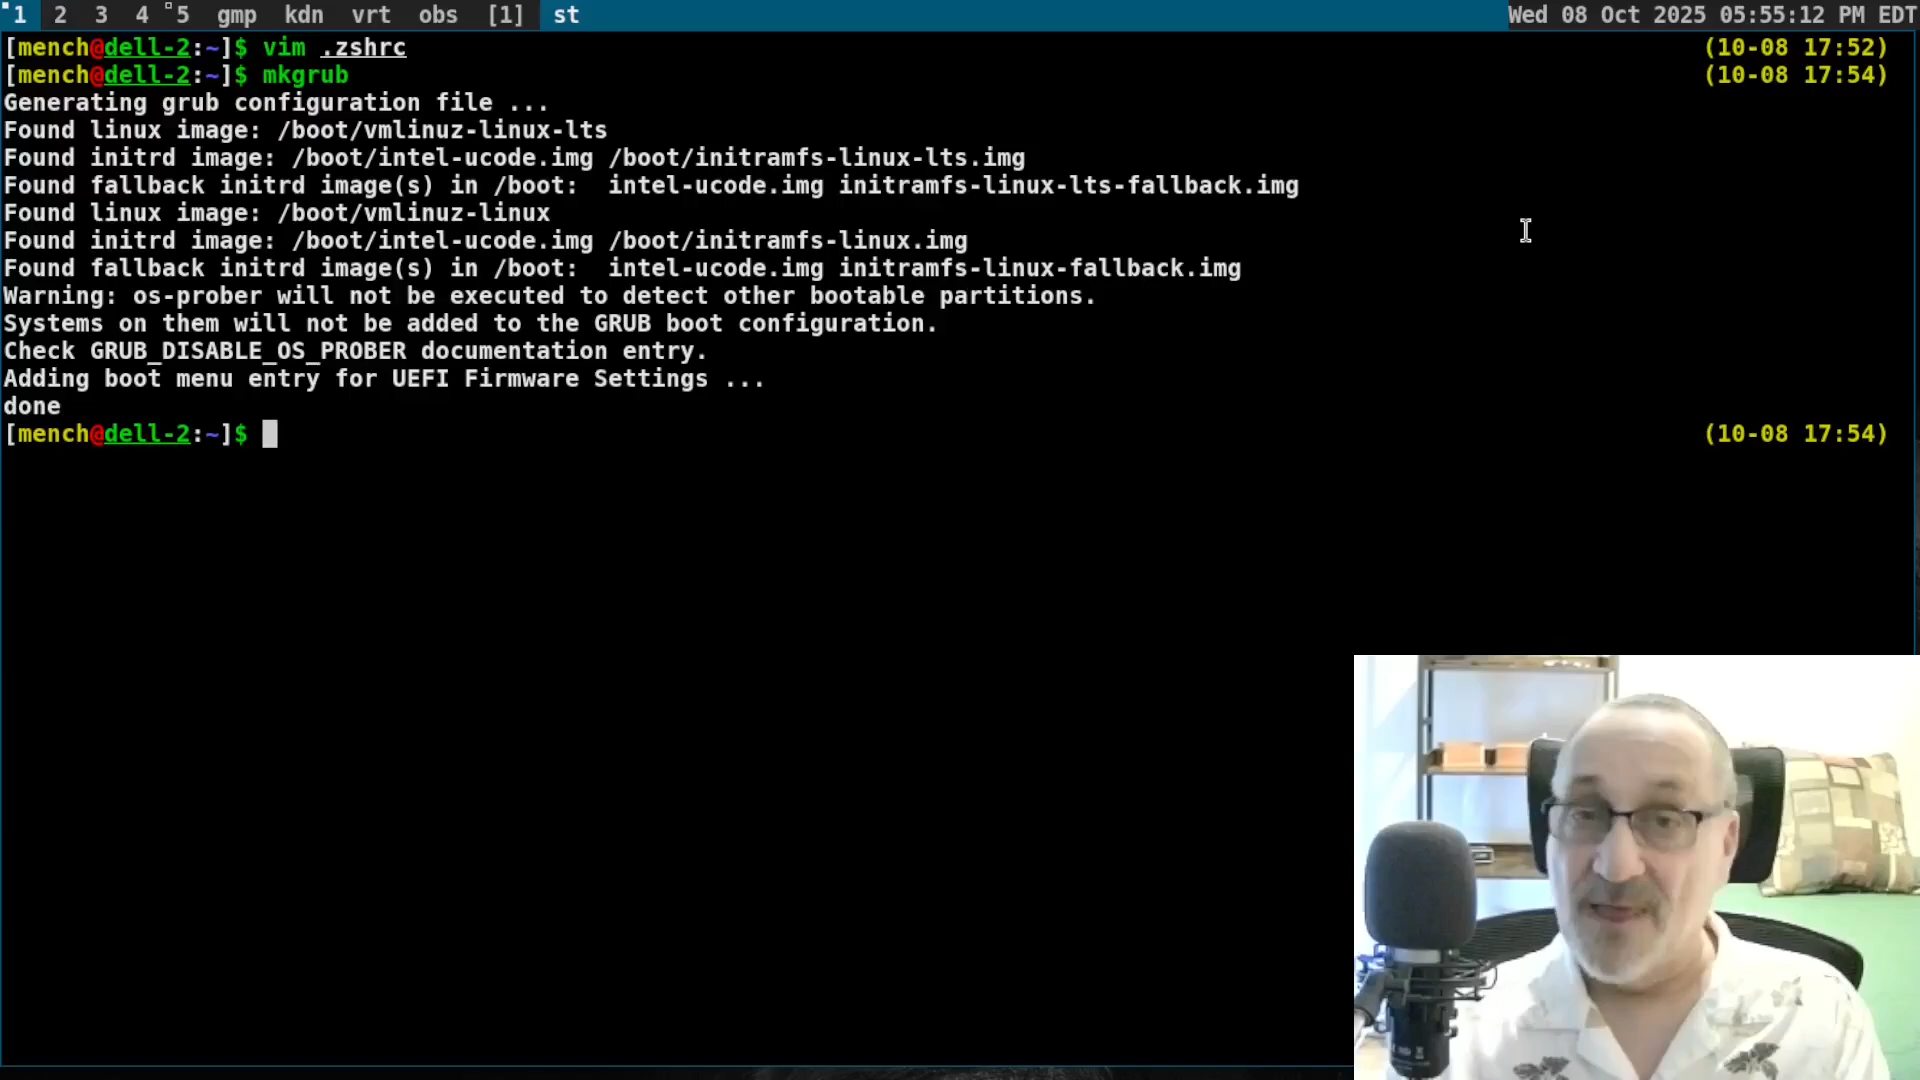 1 2 3 4 5 gmp kdn vrt obs [1] st Wed 08 Oct 2025 05:55:12 PM EDT
[mench@dell-2:~]$ vim .zshrc (10-08 17:52)
[mench@dell-2:~]$ mkgrub (10-08 17:54)
Generating grub configuration file ...
Found linux image: /boot/vmlinuz-linux-lts
Found initrd image: /boot/intel-ucode.img /boot/initramfs-linux-lts.img
Found fallback initrd image(s) in /boot:  intel-ucode.img initramfs-linux-lts-fallback.img
Found linux image: /boot/vmlinuz-linux
Found initrd image: /boot/intel-ucode.img /boot/initramfs-linux.img
Found fallback initrd image(s) in /boot:  intel-ucode.img initramfs-linux-fallback.img
Warning: os-prober will not be executed to detect other bootable partitions.
Systems on them will not be added to the GRUB boot configuration.
Check GRUB_DISABLE_OS_PROBER documentation entry.
Adding boot menu entry for UEFI Firmware Settings ...
done
[mench@dell-2:~]$ (10-08 17:54)